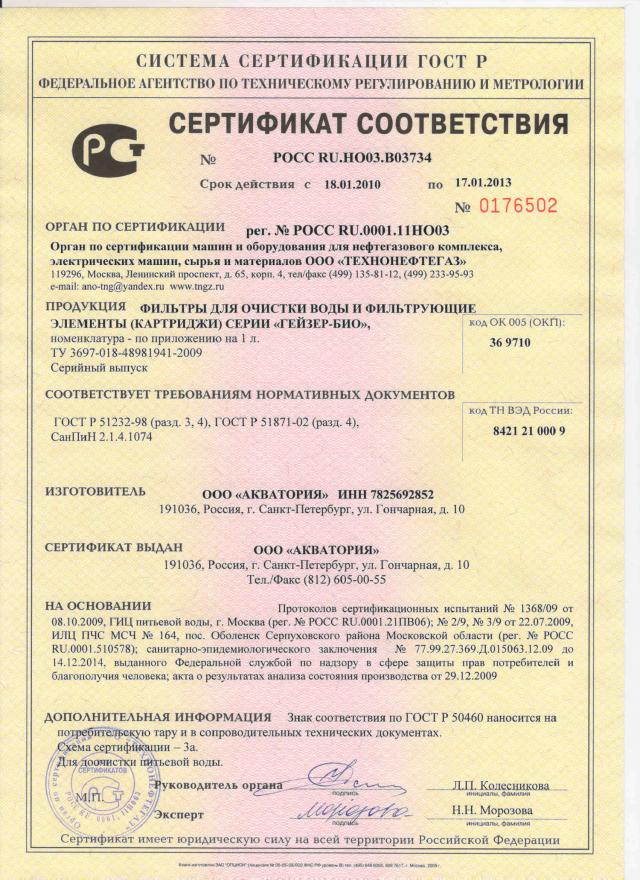 СИСТЕМА СЕРТИФИКАЦИИ ГОСТ Р
ФЕДЕРАЛЬНОЕ АГЕНТСТВО ПО ТЕХНИЧЕСКОМУ РЕГУЛИРОВАНИЮ И МЕТРОЛОГИИ
СЕРТИФИКАТ СООТВЕТСТВИЯ
№ РОСС RU.НО03.В03734
Срок действия с 18.01.2010 по 17.01.2013
№ 0176502
ОРГАН ПО СЕРТИФИКАЦИИ рег. № РОСС RU.0001.11НО03
Орган по сертификации машин и оборудования для нефтегазового комплекса,
электрических машин, сырья и материалов ООО «ТЕХНОНЕФТЕГАЗ»
119296, Москва, Ленинский проспект, д. 65, корп. 4, тел/факс (499) 135-81-12, (499) 233-95-93
e-mail: ano-tng@yandex.ru www.tngz.ru
ПРОДУКЦИЯ ФИЛЬТРЫ ДЛЯ ОЧИСТКИ ВОДЫ И ФИЛЬТРУЮЩИЕ
ЭЛЕМЕНТЫ (КАРТРИДЖИ) СЕРИИ «ГЕЙЗЕР-БИО»,
номенклатура - по приложению на 1 л.
ТУ 3697-018-48981941-2009
Серийный выпуск
код ОК 005 (ОКП):
36 9710
СООТВЕТСТВУЕТ ТРЕБОВАНИЯМ НОРМАТИВНЫХ ДОКУМЕНТОВ
ГОСТ Р 51232-98 (разд. 3, 4), ГОСТ Р 51871-02 (разд. 4),
СанПиН 2.1.4.1074
код ТН ВЭД России:
8421 21 000 9
ИЗГОТОВИТЕЛЬ ООО «АКВАТОРИЯ» ИНН 7825692852
191036, Россия, г. Санкт-Петербург, ул. Гончарная, д. 10
СЕРТИФИКАТ ВЫДАН ООО «АКВАТОРИЯ»
191036, Россия, г. Санкт-Петербург, ул. Гончарная, д. 10
Тел./Факс (812) 605-00-55
НА ОСНОВАНИИ Протоколов сертификационных испытаний № 1368/09 от
08.10.2009, ГИЦ питьевой воды, г. Москва (рег. № РОСС RU.0001.21ПВ06); № 2/9, № 3/9 от 22.07.2009,
ИЛЦ ПЧС МСЧ № 164, пос. Оболенск Серпуховского района Московской области (рег. № РОСС
RU.0001.510578); санитарно-эпидемиологического заключения № 77.99.27.369.Д.015063.12.09 до
14.12.2014, выданного Федеральной службой по надзору в сфере защиты прав потребителей и
благополучия человека; акта о результатах анализа состояния производства от 29.12.2009
ДОПОЛНИТЕЛЬНАЯ ИНФОРМАЦИЯ Знак соответствия по ГОСТ Р 50460 наносится на
потребительскую тару и в сопроводительных технических документах.
Схема сертификации – 3а.
Для доочистки питьевой воды.
СЕРТИФИКАТОВ
М.П.
Руководитель органа Л.П. Колесникова
подпись инициалы, фамилия
Эксперт Морозова Н.Н. Морозова
подпись инициалы, фамилия
Сертификат имеет юридическую силу на всей территории Российской Федерации